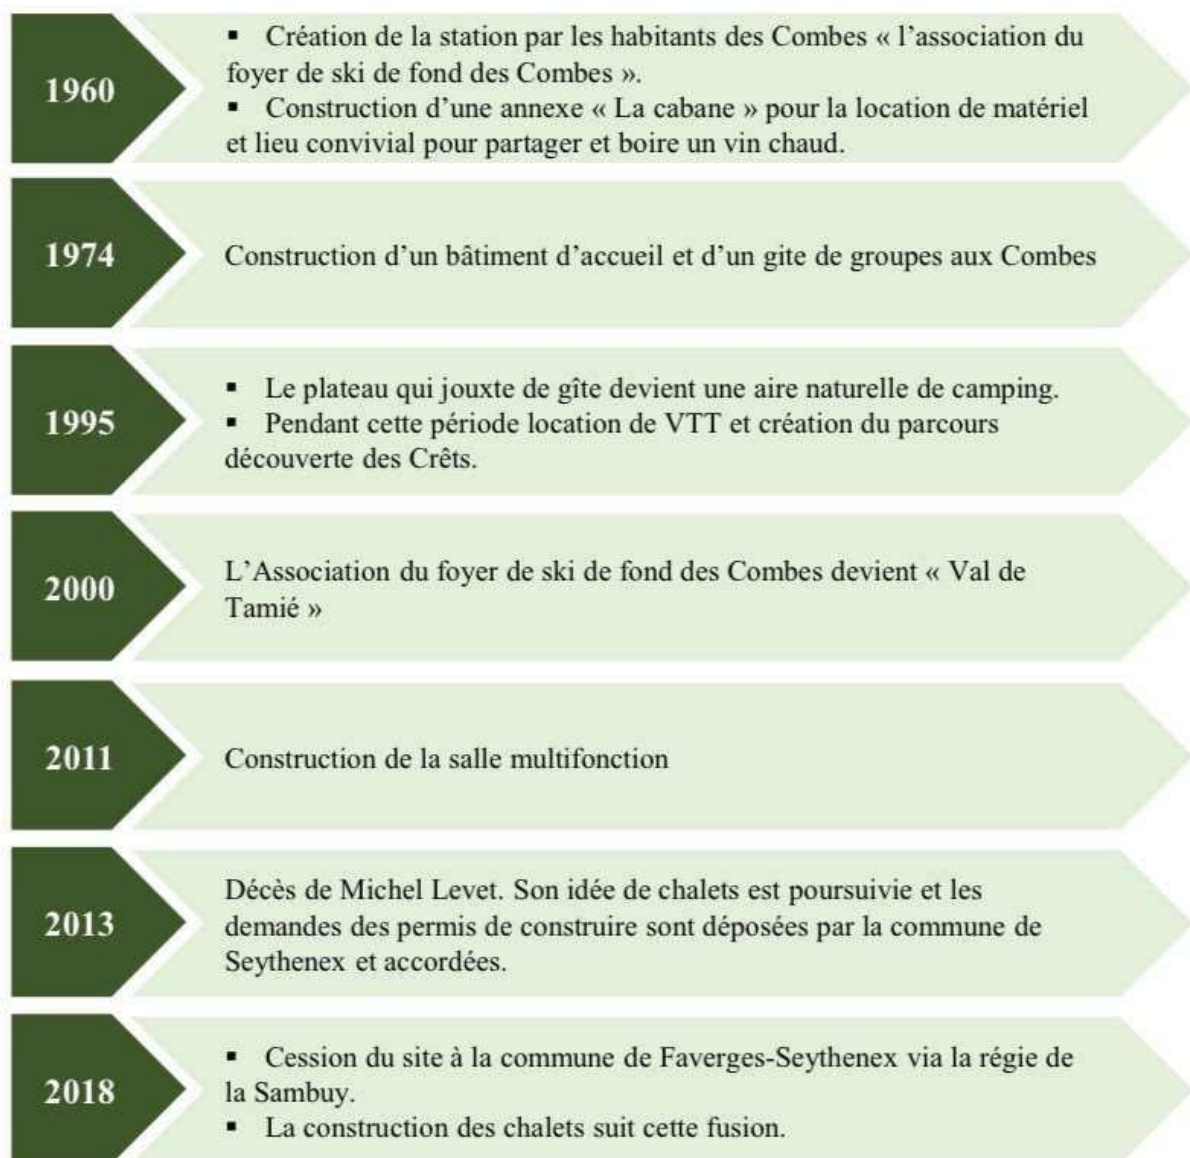 1960
▪ Création de la station par les habitants des Combes « l’association du
foyer de ski de fond des Combes ».
▪ Construction d’une annexe « La cabane » pour la location de matériel
et lieu convivial pour partager et boire un vin chaud.
1974
Construction d’un bâtiment d’accueil et d’un gite de groupes aux Combes
1995
▪ Le plateau qui jouxte de gîte devient une aire naturelle de camping.
▪ Pendant cette période location de VTT et création du parcours
découverte des Crêts.
2000
L’Association du foyer de ski de fond des Combes devient « Val de
Tamié »
2011
Construction de la salle multifonction
2013
Décès de Michel Levet. Son idée de chalets est poursuivie et les
demandes des permis de construire sont déposées par la commune de
Seythenex et accordées.
2018
▪ Cession du site à la commune de Faverges-Seythenex via la régie de
la Sambuy.
▪ La construction des chalets suit cette fusion.